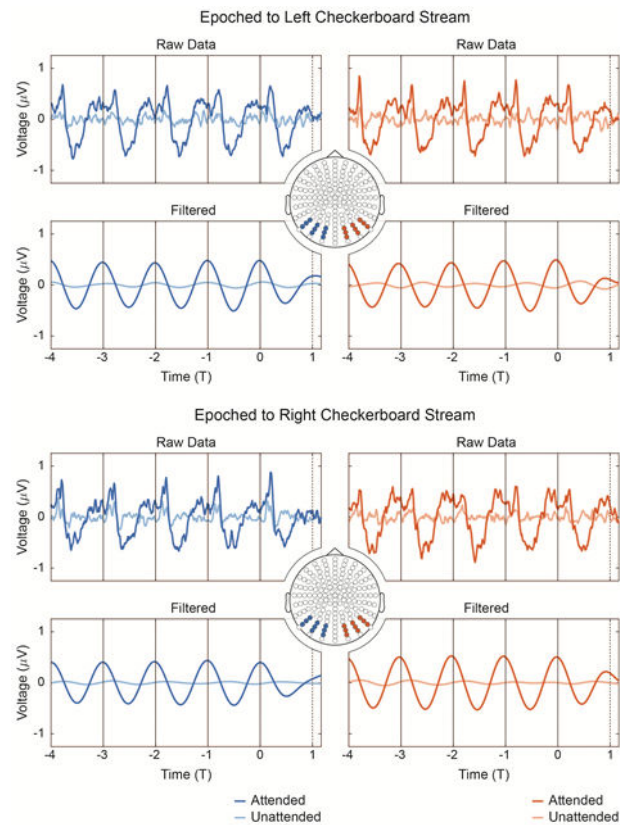 Epoched to Left Checkerboard Stream
Raw Data Raw Data
Voltage (μV)
1
0
-1
Filtered Filtered
Voltage (μV)
1
0
-1
-4 -3 -2 -1 0 1 -4 -3 -2 -1 0 1
Time (T) Time (T)
Epoched to Right Checkerboard Stream
Raw Data Raw Data
Voltage (μV)
1
0
-1
Filtered Filtered
Voltage (μV)
1
0
-1
-4 -3 -2 -1 0 1 -4 -3 -2 -1 0 1
Time (T) Time (T)
Attended Attended
Unattended Unattended